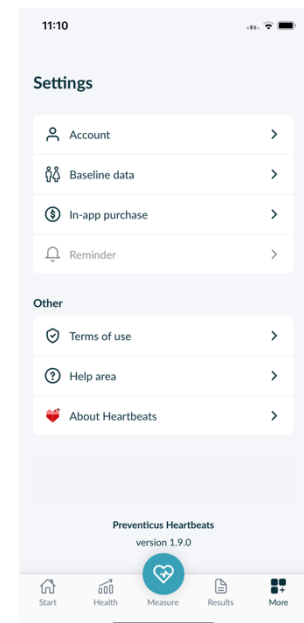 11:10
Settings
Account
Baseline data
In-app purchase
Reminder
Other
Terms of use
Help area
About Heartbeats
Preventicus Heartbeats
version 1.9.0
Start Health Measure Results More